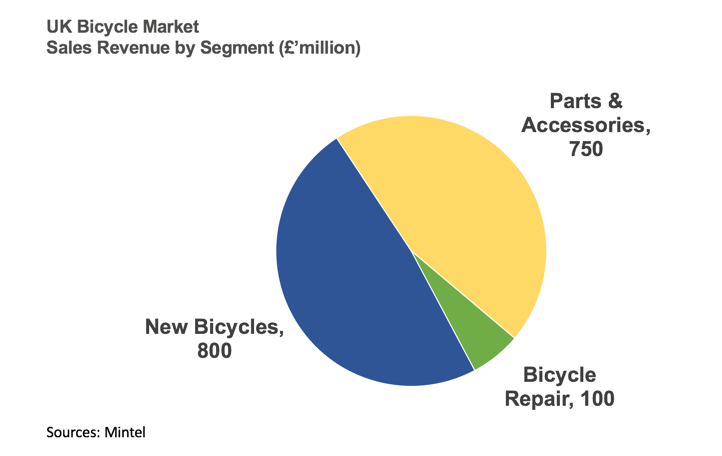 UK Bicycle Market
Sales Revenue by Segment (£’million)
Parts &
Accessories,
750
New Bicycles,
800
Bicycle
Repair, 100
Sources: Mintel